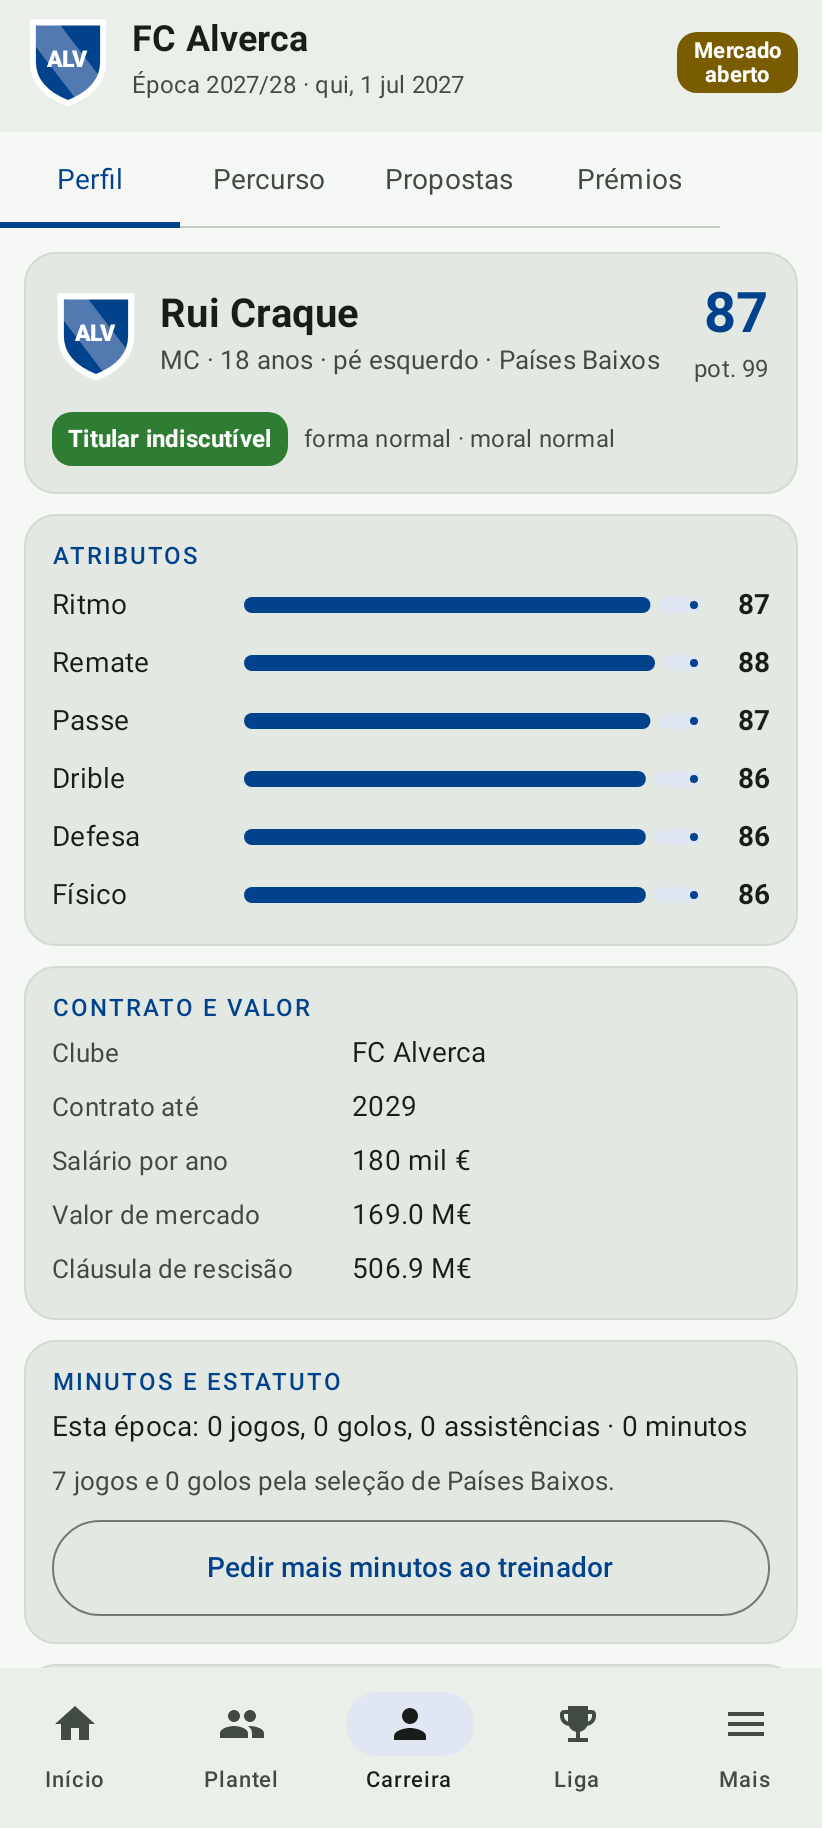 ALV
FC Alverca
Época 2027/28 · qui, 1 jul 2027
Mercado
aberto
Perfil
Percurso
Propostas
Prémios
ALV
Rui Craque
MC · 18 anos · pé esquerdo · Países Baixos
87
pot. 99
Titular indiscutível
forma normal · moral normal
ATRIBUTOS
Ritmo 87
Remate 88
Passe 87
Drible 86
Defesa 86
Físico 86
CONTRATO E VALOR
Clube FC Alverca
Contrato até 2029
Salário por ano 180 mil €
Valor de mercado 169.0 M€
Cláusula de rescisão 506.9 M€
MINUTOS E ESTATUTO
Esta época: 0 jogos, 0 golos, 0 assistências · 0 minutos
7 jogos e 0 golos pela seleção de Países Baixos.
Pedir mais minutos ao treinador
Início
Plantel
Carreira
Liga
Mais